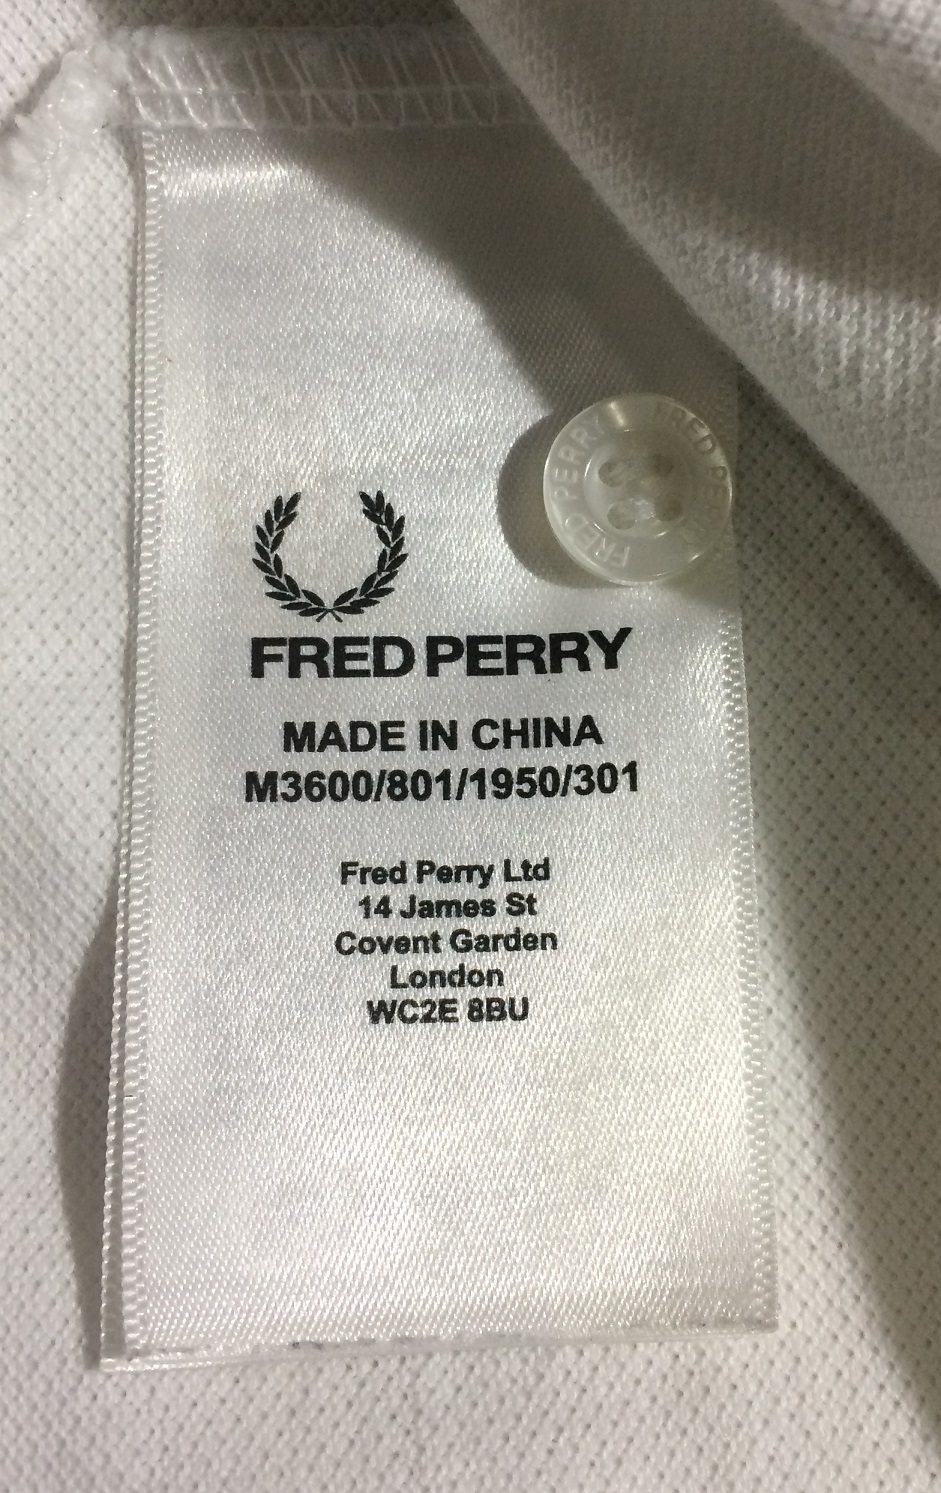 FRED PERRY
FRED PERRY
MADE IN CHINA
M3600/801/1950/301
Fred Perry Ltd
14 James St
Covent Garden
London
WC2E 8BU